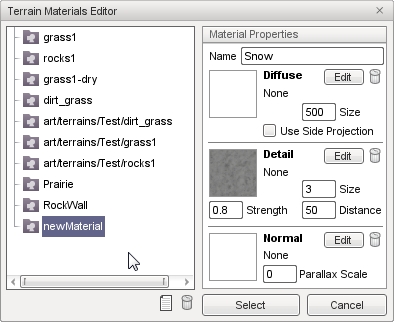 Terrain Materials Editor
grass1
rocks1
grass1-dry
dirt_grass
art/terrains/Test/dirt_grass
art/terrains/Test/grass1
art/terrains/Test/rocks1
Prairie
RockWall
newMaterial
Material Properties
Name Snow
Diffuse Edit
None
500 Size
Use Side Projection
Detail Edit
None
3 Size
0.8 Strength 50 Distance
Normal Edit
None
0 Parallax Scale
Select Cancel